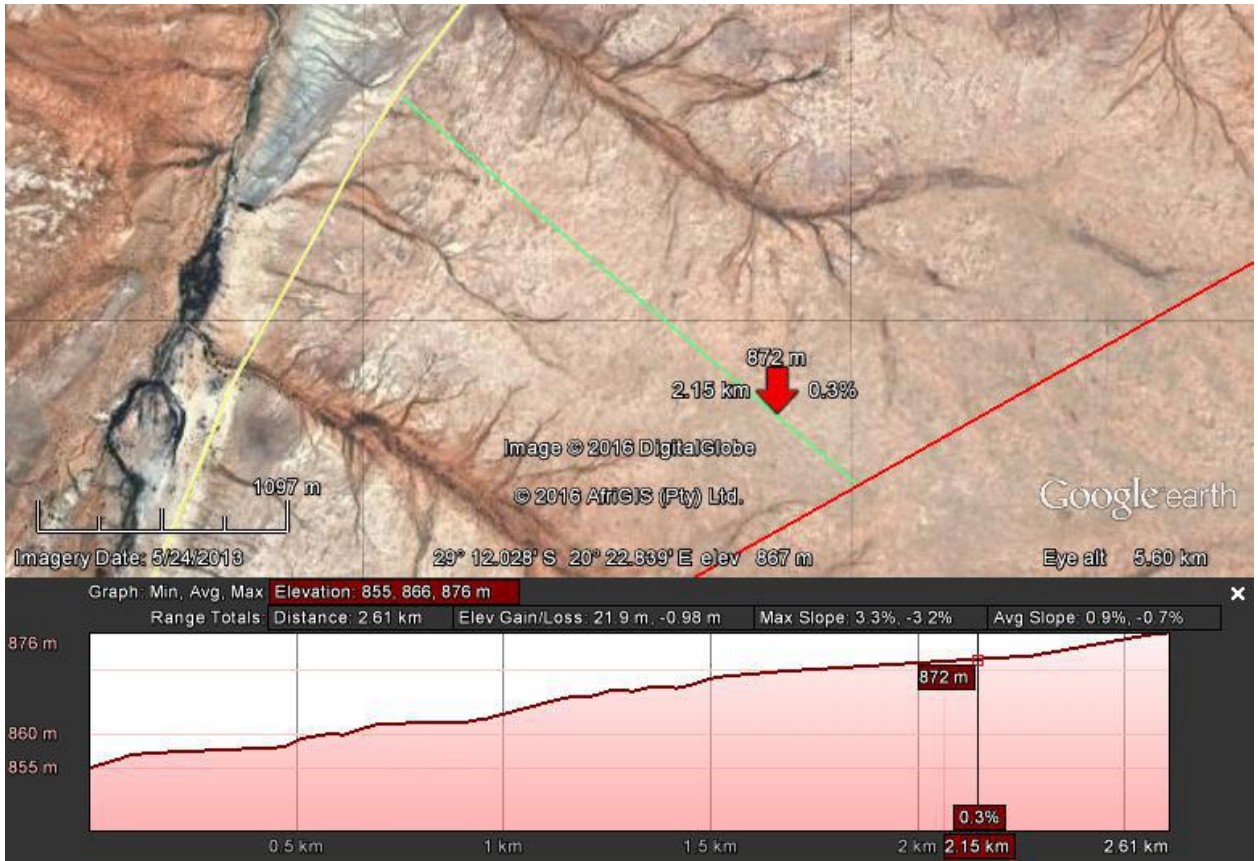 872 m
2.15 km 0.3%
Image © 2016 DigitalGlobe
© 2016 AfriGIS (Pty) Ltd.
Google earth
1097 m
Imagery Date: 5/24/2013 29° 12.028' S 20° 22.839' E elev 867 m Eye alt 5.60 km
Graph: Min, Avg, Max Elevation: 855, 866, 876 m
Range Totals: Distance: 2.61 km Elev Gain/Loss: 21.9 m, -0.98 m Max Slope: 3.3%, -3.2% Avg Slope: 0.9%, -0.7%
876 m
872 m
860 m
855 m
0.3%
0.5 km 1 km 1.5 km 2 km 2.15 km 2.61 km